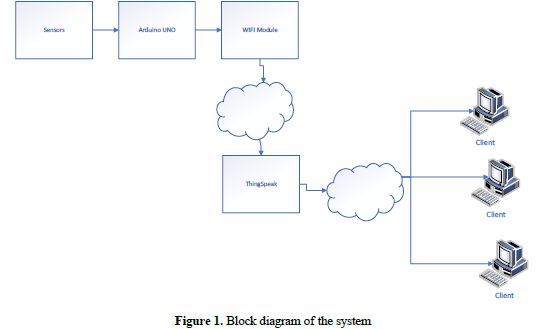 Sensors
Arduino UNO
WIFI Module
ThingSpeak
Client
Client
Client
Figure 1. Block diagram of the system